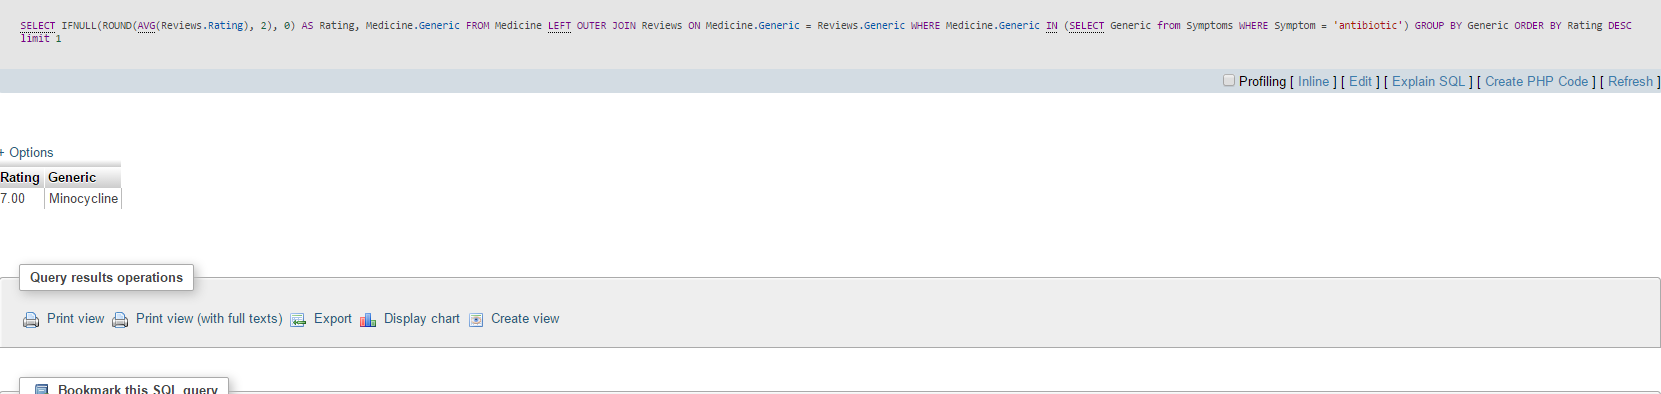 SELECT IFNULL(ROUND(AVG(Reviews.Rating), 2), 0) AS Rating, Medicine.Generic FROM Medicine LEFT OUTER JOIN Reviews ON Medicine.Generic = Reviews.Generic WHERE Medicine.Generic IN (SELECT Generic from Symptoms WHERE Symptom = 'antibiotic') GROUP BY Generic ORDER BY Rating DESC
limit 1
Profiling [ Inline ] [ Edit ] [ Explain SQL ] [ Create PHP Code ] [ Refresh ]
+ Options
Rating Generic
7.00 Minocycline
Query results operations
Print view Print view (with full texts) Export Display chart Create view
Bookmark this SQL query